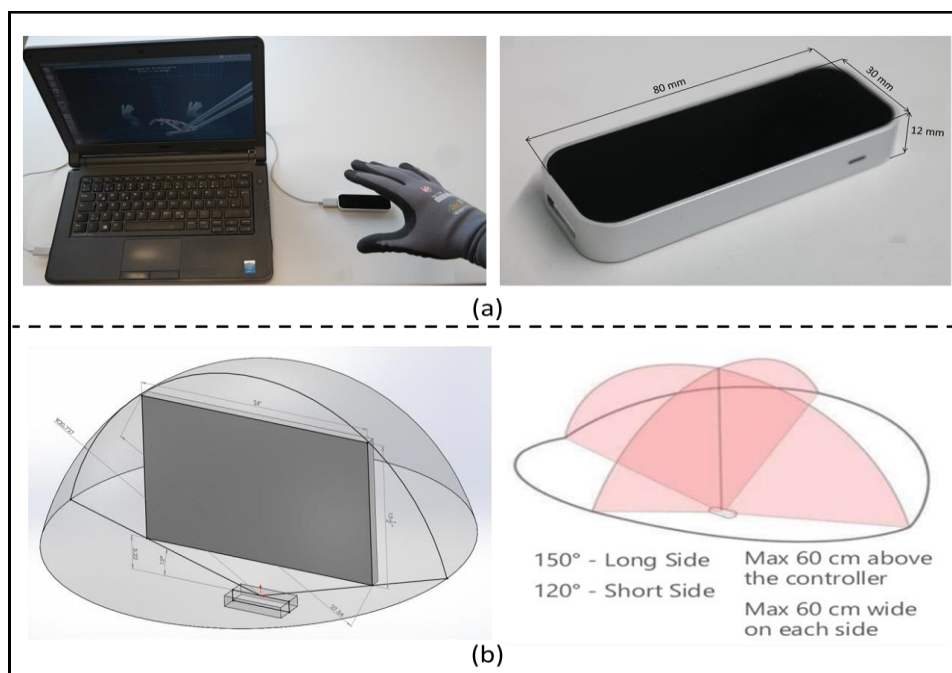 80 mm
30 mm
12 mm
(a)
150° - Long Side
120° - Short Side
Max 60 cm above
the controller
Max 60 cm wide
on each side
(b)